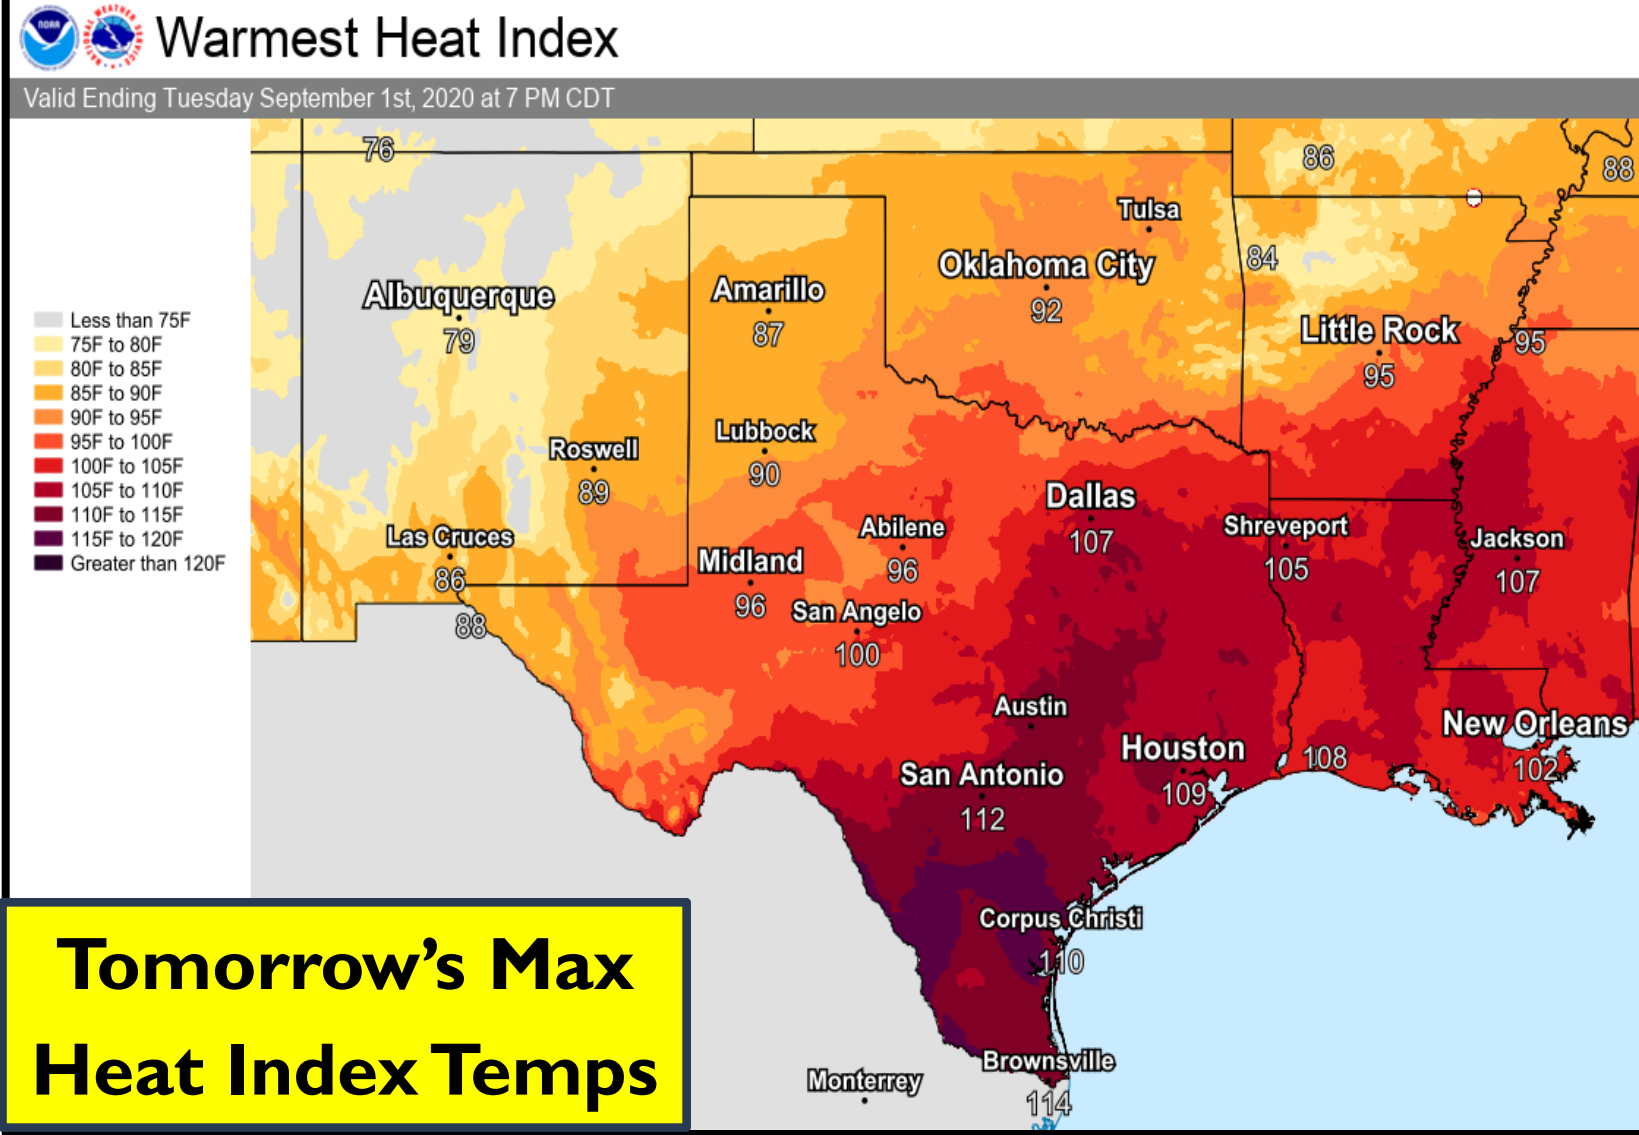 NOAA
NATIONAL WEATHER SERVICE
Warmest Heat Index
Valid Ending Tuesday September 1st, 2020 at 7 PM CDT
76
86
88
Tulsa
84
Oklahoma City
92
Albuquerque
79
Amarillo
87
Little Rock
95
95
Less than 75F
75F to 80F
80F to 85F
85F to 90F
90F to 95F
95F to 100F
100F to 105F
105F to 110F
110F to 115F
115F to 120F
Greater than 120F
Roswell
89
Lubbock
90
Las Cruces
86
88
Midland
96
Abilene
96
San Angelo
100
Dallas
107
Shreveport
105
Jackson
107
Austin
San Antonio
112
Houston
109
108
New Orleans
102
Corpus Christi
110
Brownsville
114
Monterrey
Tomorrow's Max
Heat Index Temps